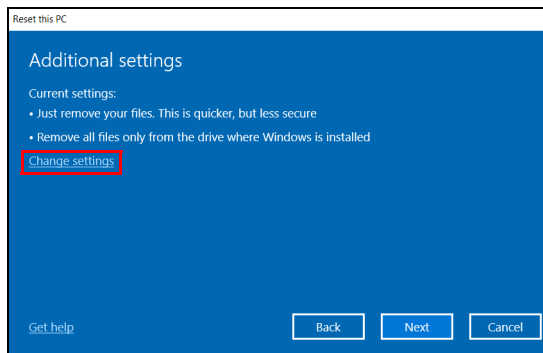 Reset this PC
Additional settings
Current settings:
• Just remove your files. This is quicker, but less secure
• Remove all files only from the drive where Windows is installed
Change settings
Get help
Back
Next
Cancel